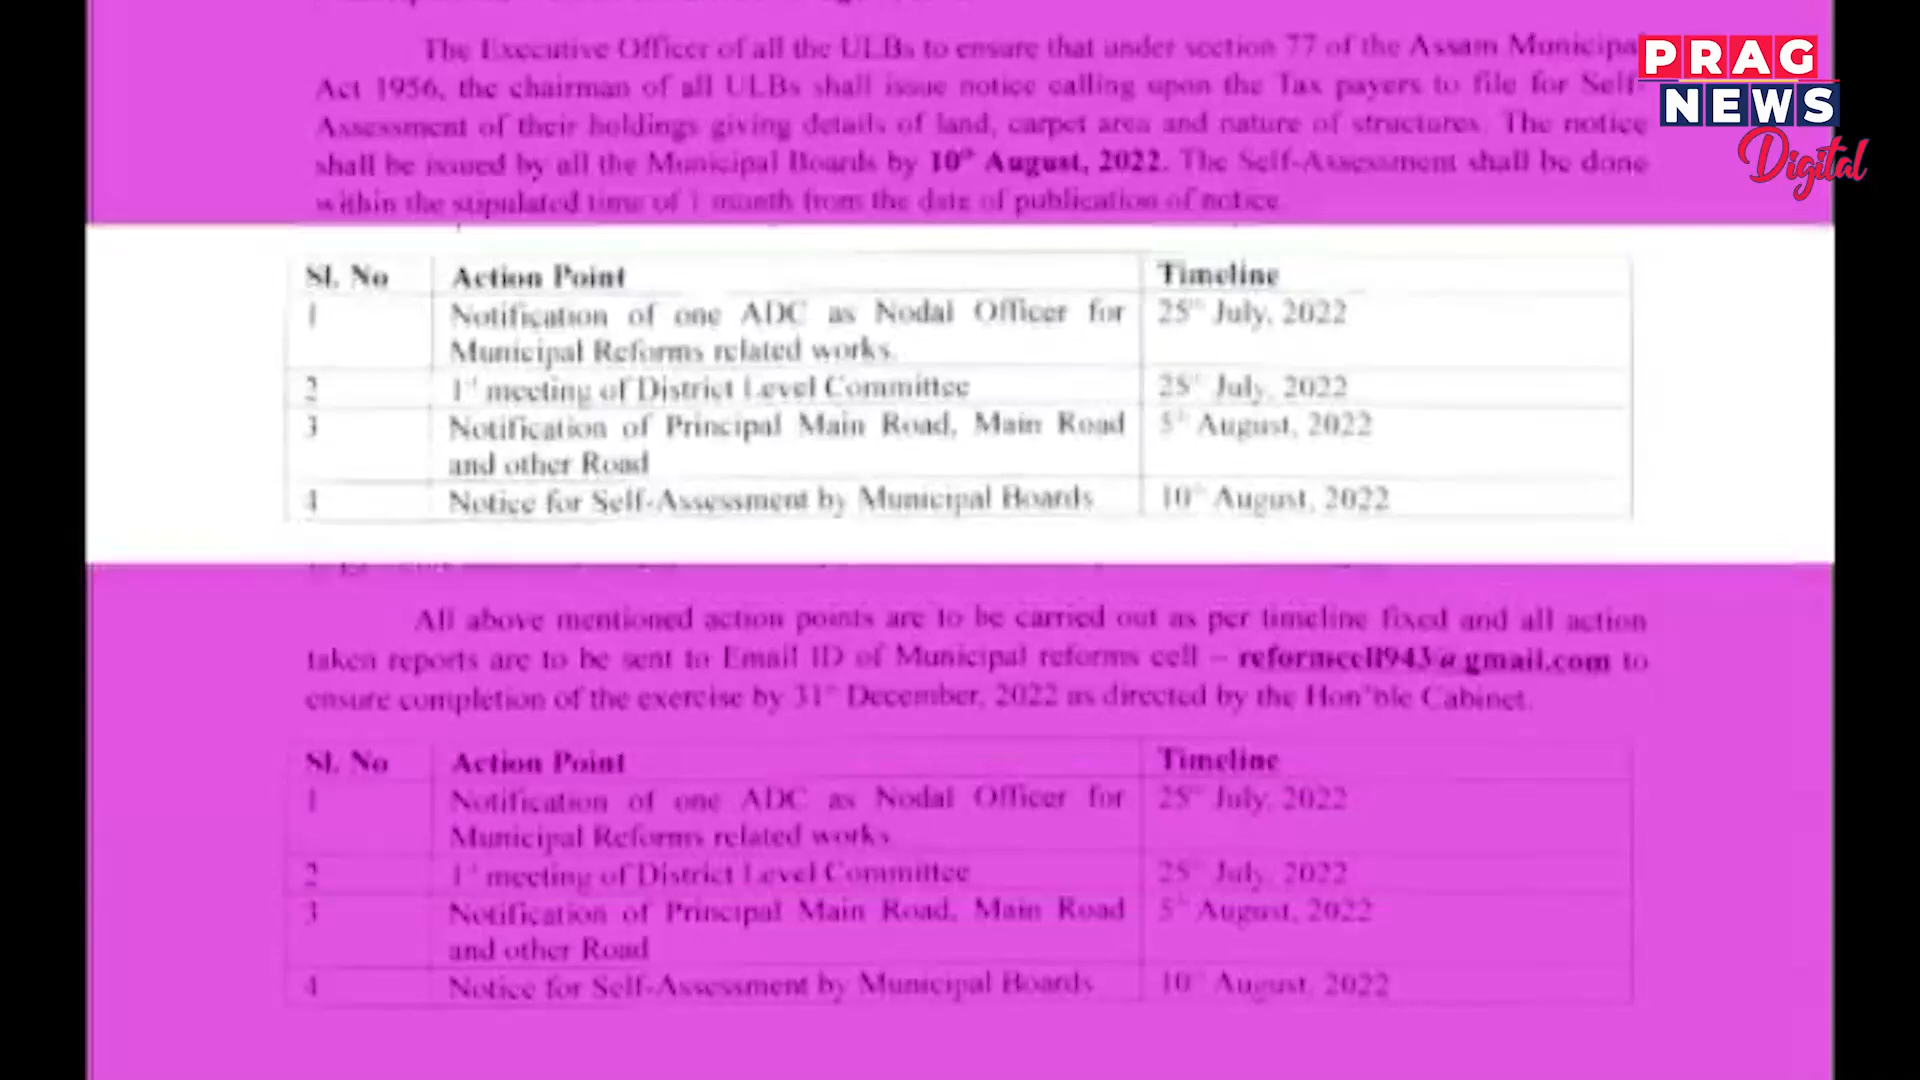 The Executive Officer of all the ULBs to ensure that under section 77 of the Assam Municipal
Act 1956, the chairman of all ULBs shall issue notice calling upon the Tax payers to file for Self-
Assessment of their holdings giving details of land, carpet area and nature of structures. The notice
shall be issued by all the Municipal Boards by 10th August, 2022. The Self-Assessment shall be done
within the stipulated time of 1 month from the date of publication of notice.
PRAG
NEWS
Digital
Sl. No Action Point Timeline
1 Notification of one ADC as Nodal Officer for 25th July, 2022
Municipal Reforms related works.
2 1st meeting of District Level Committee 25th July, 2022
3 Notification of Principal Main Road, Main Road 5th August, 2022
and other Road
4 Notice for Self-Assessment by Municipal Boards 10th August, 2022
All above mentioned action points are to be carried out as per timeline fixed and all action
taken reports are to be sent to Email ID of Municipal reforms cell – reformcell943@gmail.com to
ensure completion of the exercise by 31st December, 2022 as directed by the Hon'ble Cabinet.
Sl. No Action Point Timeline
1 Notification of one ADC as Nodal Officer for 25th July, 2022
Municipal Reforms related works.
2 1st meeting of District Level Committee 25th July, 2022
3 Notification of Principal Main Road, Main Road 5th August, 2022
and other Road
4 Notice for Self-Assessment by Municipal Boards 10th August, 2022